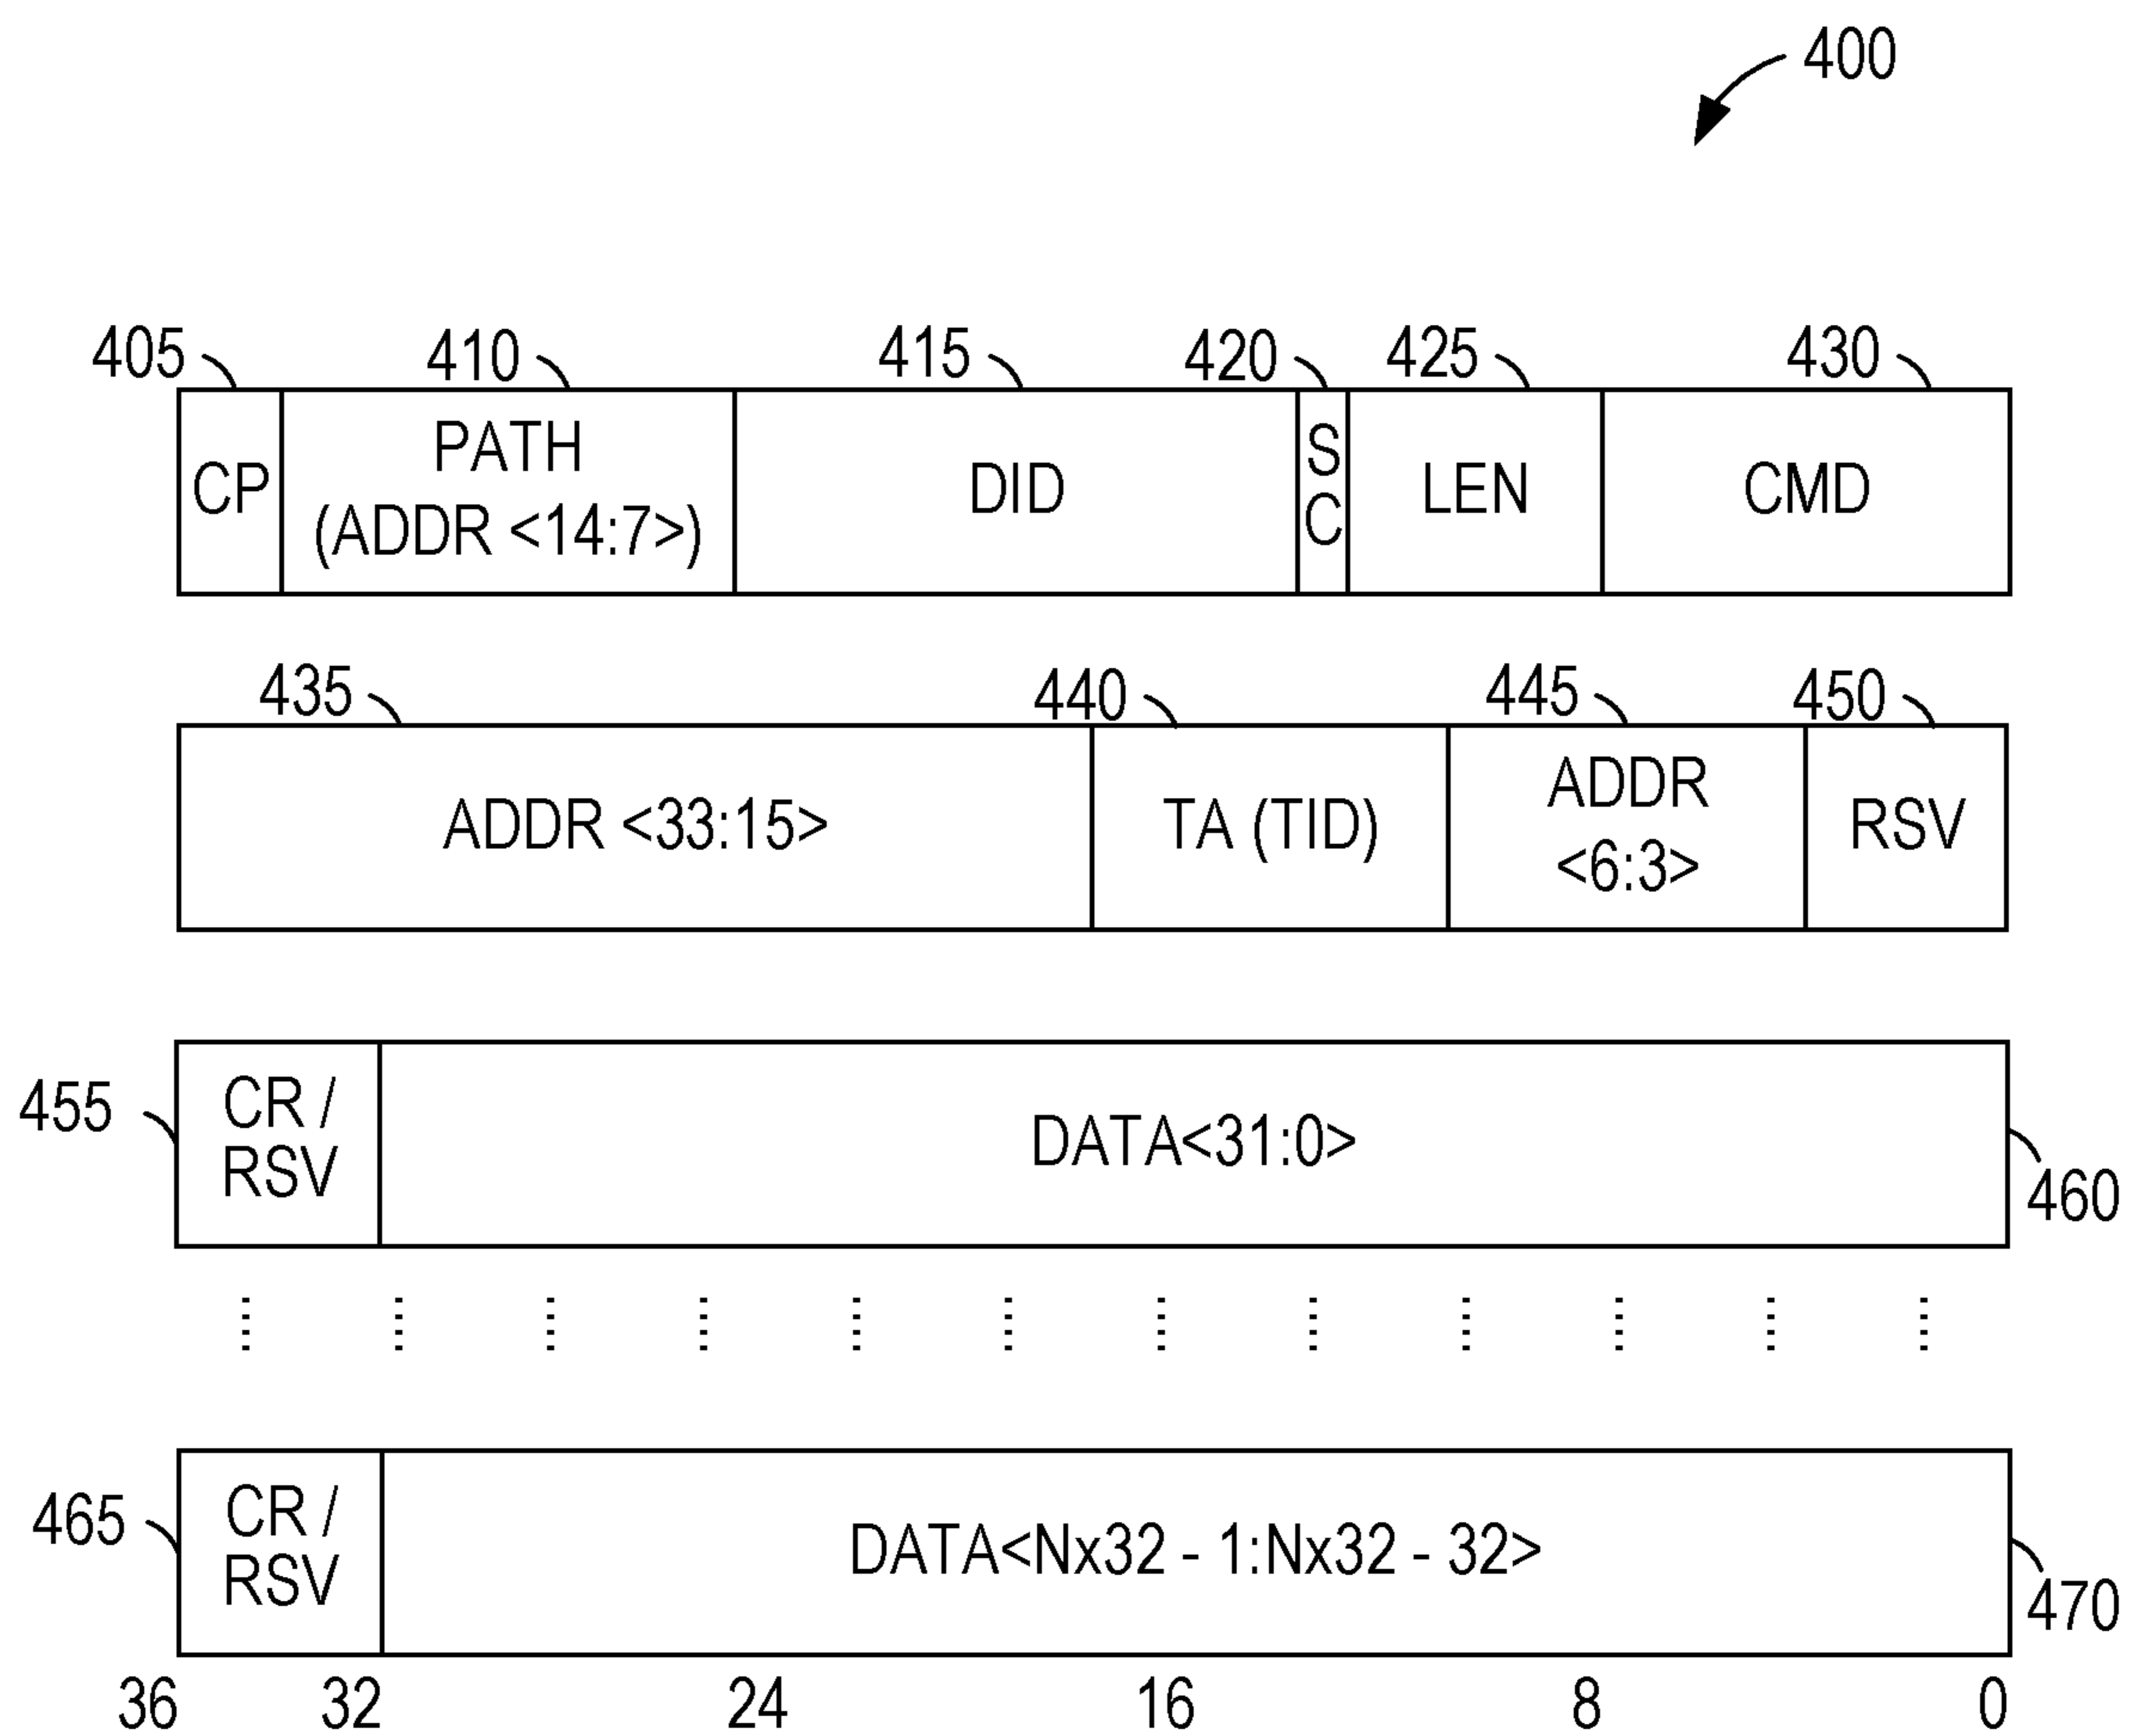 400
405 410 415 420 425 430
CP
PATH
(ADDR <14:7>)
DID
S
C
LEN
CMD
435 440 445 450
ADDR <33:15>
TA (TID)
ADDR
<6:3>
RSV
455
CR /
RSV
DATA<31:0>
460
465
CR /
RSV
DATA<Nx32 - 1:Nx32 - 32>
470
36 32 24 16 8 0